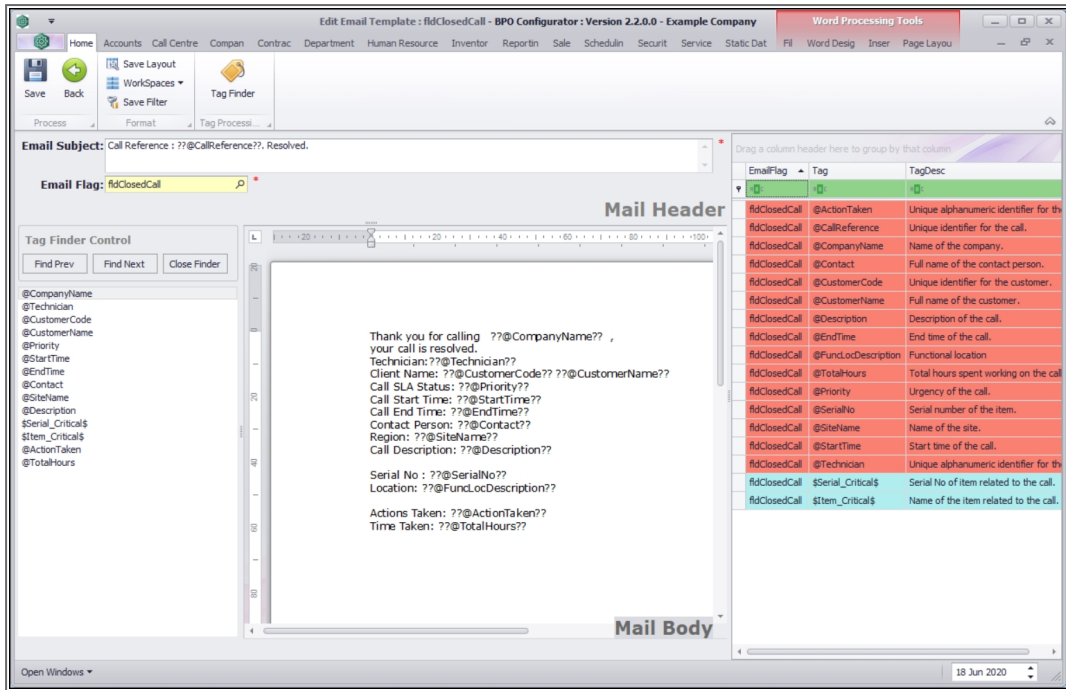 Edit Email Template : fldClosedCall - BPO Configurator : Version 2.2.0.0 - Example Company
Word Processing Tools
Home Accounts Call Centre Compan Contrac Department Human Resource Inventor Reportin Sale Schedulin Securit Service Static Dat Fil Word Desig Inser Page Layou
Save
Back
Save Layout
WorkSpaces
Save Filter
Tag Finder
Process
Format
Tag Processi...
Email Subject: Call Reference : ??@CallReference??. Resolved. *
Email Flag: fldClosedCall *
Mail Header
Tag Finder Control
Find Prev Find Next Close Finder
@CompanyName
@Technician
@CustomerCode
@CustomerName
@Priority
@StartTime
@EndTime
@Contact
@SiteName
@Description
$Serial_Critical$
$Item_Critical$
@ActionTaken
@TotalHours
L
20 20 40 60 80 100
20
20
40
60
80
Thank you for calling ??@CompanyName?? ,
your call is resolved.
Technician:??@Technician??
Client Name: ??@CustomerCode?? ??@CustomerName??
Call SLA Status: ??@Priority??
Call Start Time: ??@StartTime??
Call End Time: ??@EndTime??
Contact Person: ??@Contact??
Region: ??@SiteName??
Call Description: ??@Description??
Serial No : ??@SerialNo??
Location: ??@FuncLocDescription??
Actions Taken: ??@ActionTaken??
Time Taken: ??@TotalHours??
Mail Body
Drag a column header here to group by that column
EmailFlag Tag TagDesc
fldClosedCall @ActionTaken Unique alphanumeric identifier for th
fldClosedCall @CallReference Unique identifier for the call.
fldClosedCall @CompanyName Name of the company.
fldClosedCall @Contact Full name of the contact person.
fldClosedCall @CustomerCode Unique identifier for the customer.
fldClosedCall @CustomerName Full name of the customer.
fldClosedCall @Description Description of the call.
fldClosedCall @EndTime End time of the call.
fldClosedCall @FuncLocDescription Functional location
fldClosedCall @TotalHours Total hours spent working on the call
fldClosedCall @Priority Urgency of the call.
fldClosedCall @SerialNo Serial number of the item.
fldClosedCall @SiteName Name of the site.
fldClosedCall @StartTime Start time of the call.
fldClosedCall @Technician Unique alphanumeric identifier for th
fldClosedCall $Serial_Critical$ Serial No of item related to the call.
fldClosedCall $Item_Critical$ Name of the item related to the call.
Open Windows
18 Jun 2020